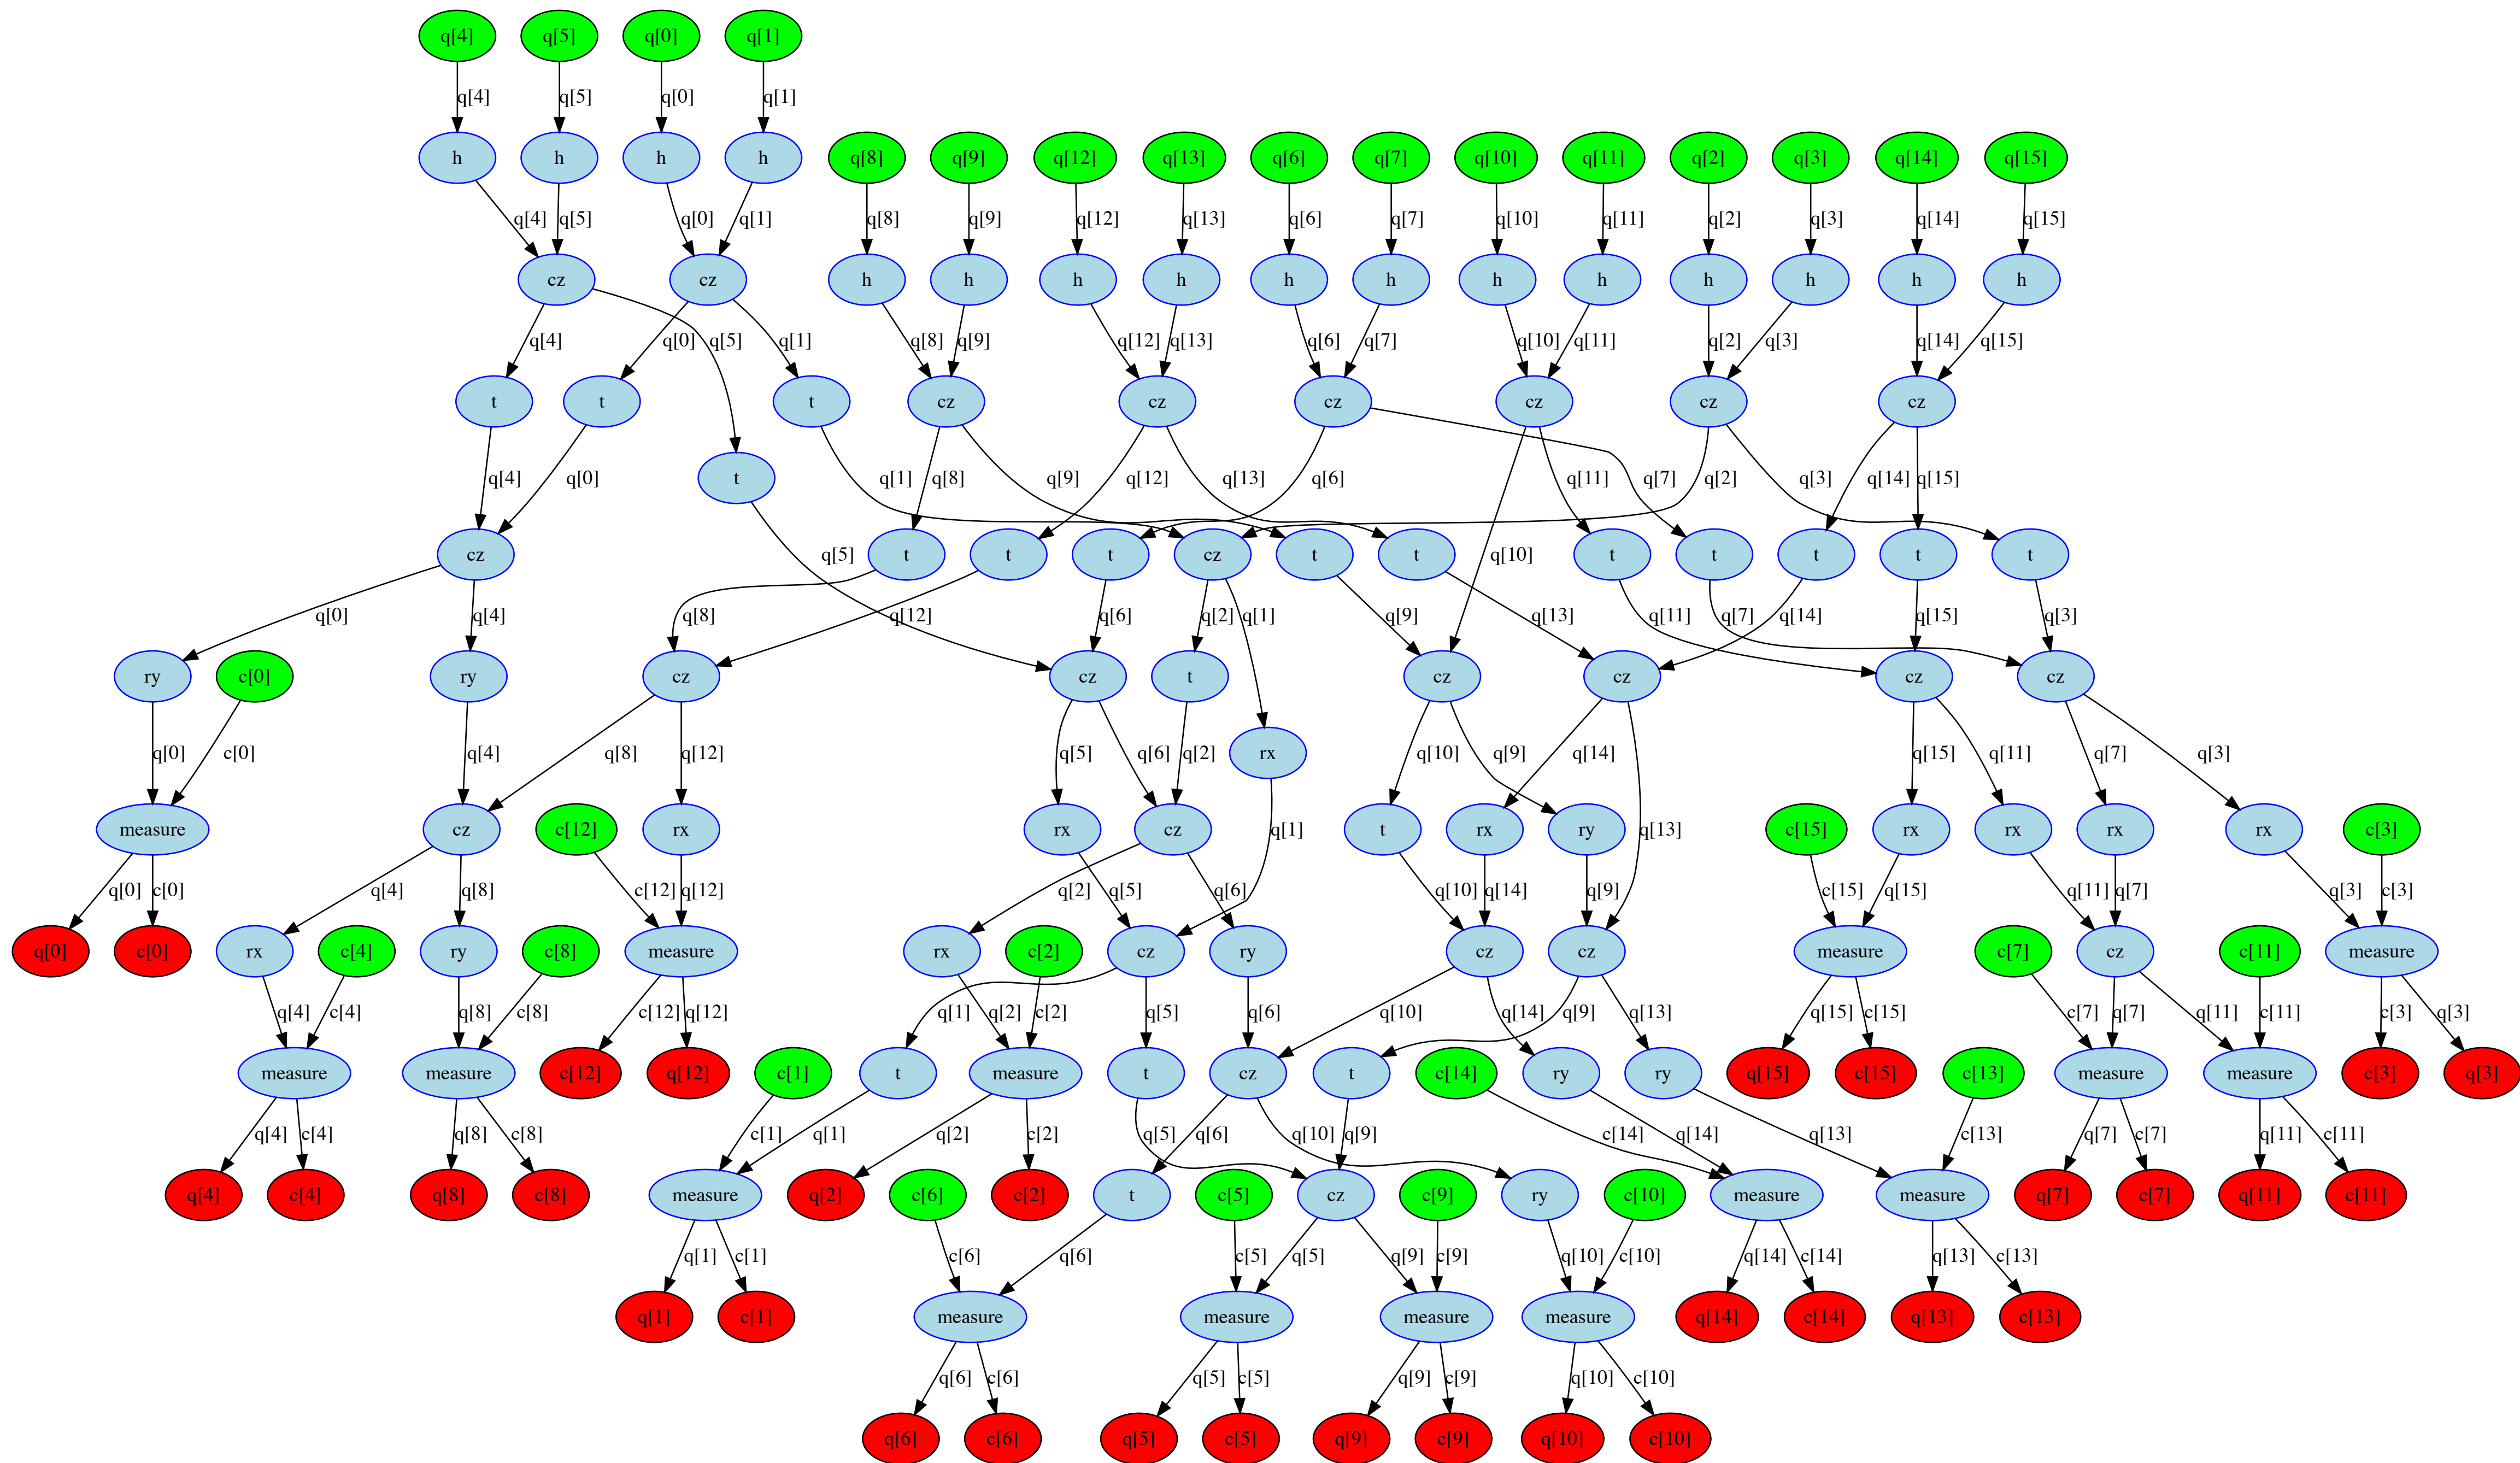 q[4] q[5] q[0] q[1]
q[4] q[5] q[0] q[1]
h h h h q[8] q[9] q[12] q[13] q[6] q[7] q[10] q[11] q[2] q[3] q[14] q[15]
q[4] q[5] q[0] q[1] q[8] q[9] q[12] q[13] q[6] q[7] q[10] q[11] q[2] q[3] q[14] q[15]
cz cz h h h h h h h h h h h h
q[4] q[0] q[5] q[1] q[8] q[9] q[12] q[13] q[6] q[7] q[10] q[11] q[2] q[3] q[14] q[15]
t t t cz cz cz cz cz cz
q[4] q[0] t q[1] q[8] q[9] q[12] q[13] q[6] q[11] q[7] q[2] q[3] q[14] q[15]
cz q[5] t t t cz t t q[10] t t t t t
q[0] q[4] q[8] q[12] q[6] q[2] q[1] q[9] q[13] q[11] q[7] q[14] q[15] q[3]
ry c[0] ry cz cz t cz cz cz cz
q[0] c[0] q[4] q[8] q[12] q[5] q[6] q[2] rx q[10] q[9] q[14] q[15] q[11] q[7] q[3]
measure cz c[12] rx rx cz q[1] t rx ry q[13] c[15] rx rx rx rx c[3]
q[0] c[0] q[4] q[8] c[12] q[12] q[2] q[5] q[6] q[10] q[14] q[9] c[15] q[15] q[11] q[7] q[3] c[3]
q[0] c[0] rx c[4] ry c[8] measure rx c[2] cz ry cz cz measure c[7] cz c[11] measure
q[4] c[4] q[8] c[8] c[12] q[12] q[1] q[2] c[2] q[5] q[6] q[10] q[14] q[9] q[13] q[15] c[15] c[7] q[7] q[11] c[11] c[3] q[3]
measure measure c[12] q[12] c[1] t measure t cz t c[14] ry ry q[15] c[15] c[13] measure measure c[3] q[3]
q[4] c[4] q[8] c[8] c[1] q[1] q[2] c[2] q[5] q[6] q[10] q[9] c[14] q[14] q[13] c[13] q[7] c[7] q[11] c[11]
q[4] c[4] q[8] c[8] measure q[2] c[6] c[2] t c[5] cz c[9] ry c[10] measure measure q[7] c[7] q[11] c[11]
q[1] c[1] c[6] q[6] c[5] q[5] q[9] c[9] q[10] c[10] q[14] c[14] q[13] c[13]
q[1] c[1] measure measure measure measure q[14] c[14] q[13] c[13]
q[6] c[6] q[5] c[5] q[9] c[9] q[10] c[10]
q[6] c[6] q[5] c[5] q[9] c[9] q[10] c[10]